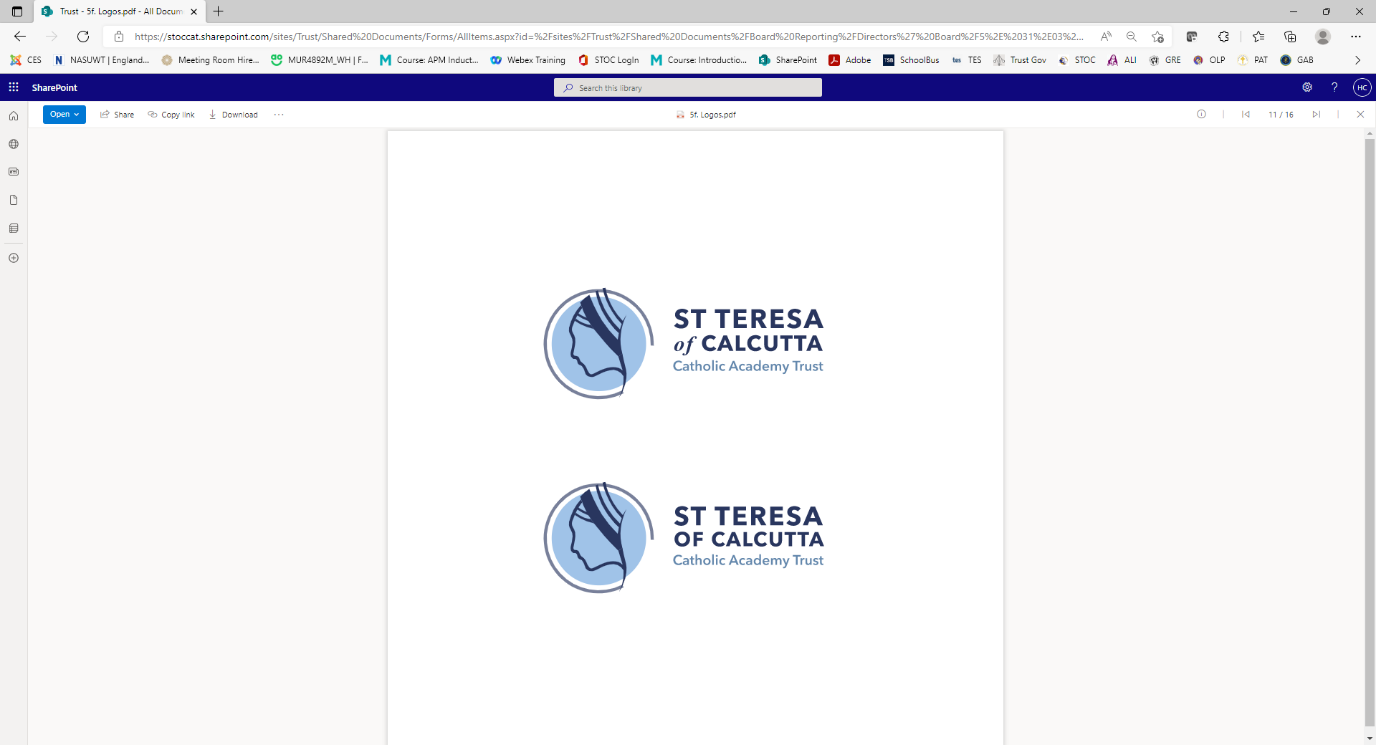 Trust - 5f. Logos.pdf - All Docum
https://stoccat.sharepoint.com/sites/Trust/Shared%20Documents/Forms/AllItems.aspx?id=%2Fsites%2FTrust%2FShared%20Documents%2FBoard%20Reporting%2FDirectors%27%20Board%2F5%2E%2031%2E03%2...
CES NASUWT | England... Meeting Room Hire... MUR4892M_WH | F... Course: APM Induct... Webex Training STOC LogIn Course: Introductio... SharePoint Adobe TSB SchoolBus tes TES Trust Gov STOC ALI GRE OLP PAT GAB
SharePoint Search this library ? HC
Open Share Copy link Download ... 5f. Logos.pdf 11 / 16
ST TERESA
of CALCUTTA
Catholic Academy Trust
ST TERESA
OF CALCUTTA
Catholic Academy Trust